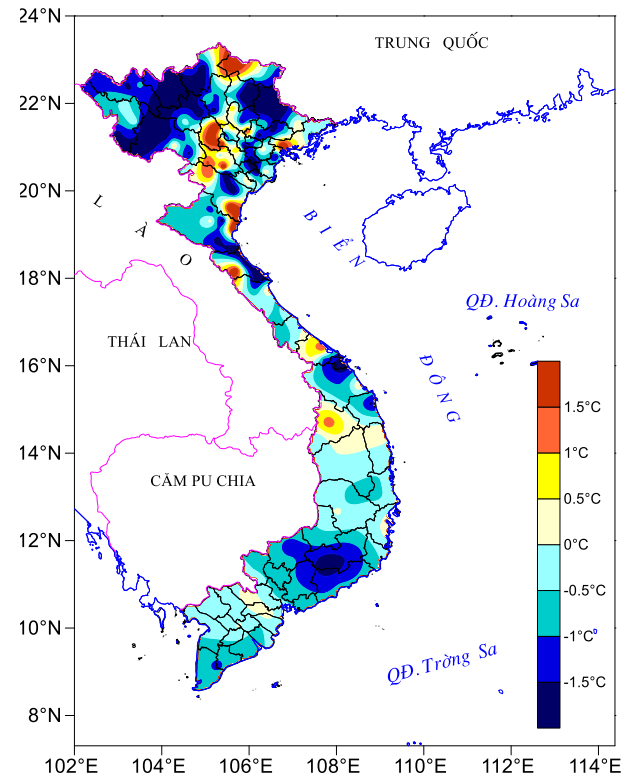 24°N
22°N
20°N
18°N
16°N
14°N
12°N
10°N
8°N
102°E
104°E
106°E
108°E
110°E
112°E
114°E
TRUNG QUỐC
LÀO
BIỂN
ĐÔNG
QĐ. Hoàng Sa
THÁI LAN
CĂM PU CHIA
QĐ. Trờng Sa
1.5°C
1°C
0.5°C
0°C
-0.5°C
-1°C
-1.5°C